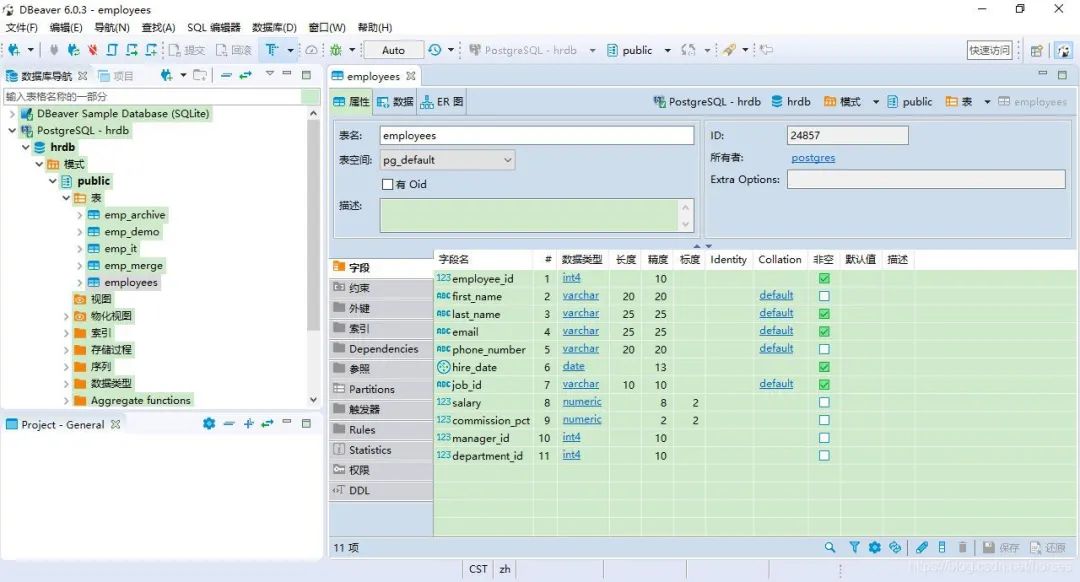 DBeaver 6.0.3 - employees
文件(F) 编辑(E) 导航(N) 查找(A) SQL 编辑器 数据库(D) 窗口(W) 帮助(H)
提交 回滚 T Auto PostgreSQL - hrdb public 快速访问
数据库导航 项目
输入表格名称的一部分
DBeaver Sample Database (SQLite)
PostgreSQL - hrdb
hrdb
模式
public
表
emp_archive
emp_demo
emp_it
emp_merge
employees
视图
物化视图
索引
存储过程
序列
数据类型
Aggregate functions
Project - General
employees
属性 数据 ER 图 PostgreSQL - hrdb hrdb 模式 public 表 employees
表名: employees
表空间: pg_default
有 Oid
描述:
ID: 24857
所有者: postgres
Extra Options:
字段
约束
外键
索引
Dependencies
参照
Partitions
触发器
Rules
Statistics
权限
DDL
字段名 # 数据类型 长度 精度 标度 Identity Collation 非空 默认值 描述
123 employee_id 1 int4 10
ABC first_name 2 varchar 20 20 default
ABC last_name 3 varchar 25 25 default
ABC email 4 varchar 25 25 default
ABC phone_number 5 varchar 20 20 default
hire_date 6 date 13
ABC job_id 7 varchar 10 10 default
123 salary 8 numeric 8 2
123 commission_pct 9 numeric 2 2
123 manager_id 10 int4 10
123 department_id 11 int4 10
11 项 保存 还原
CST zh